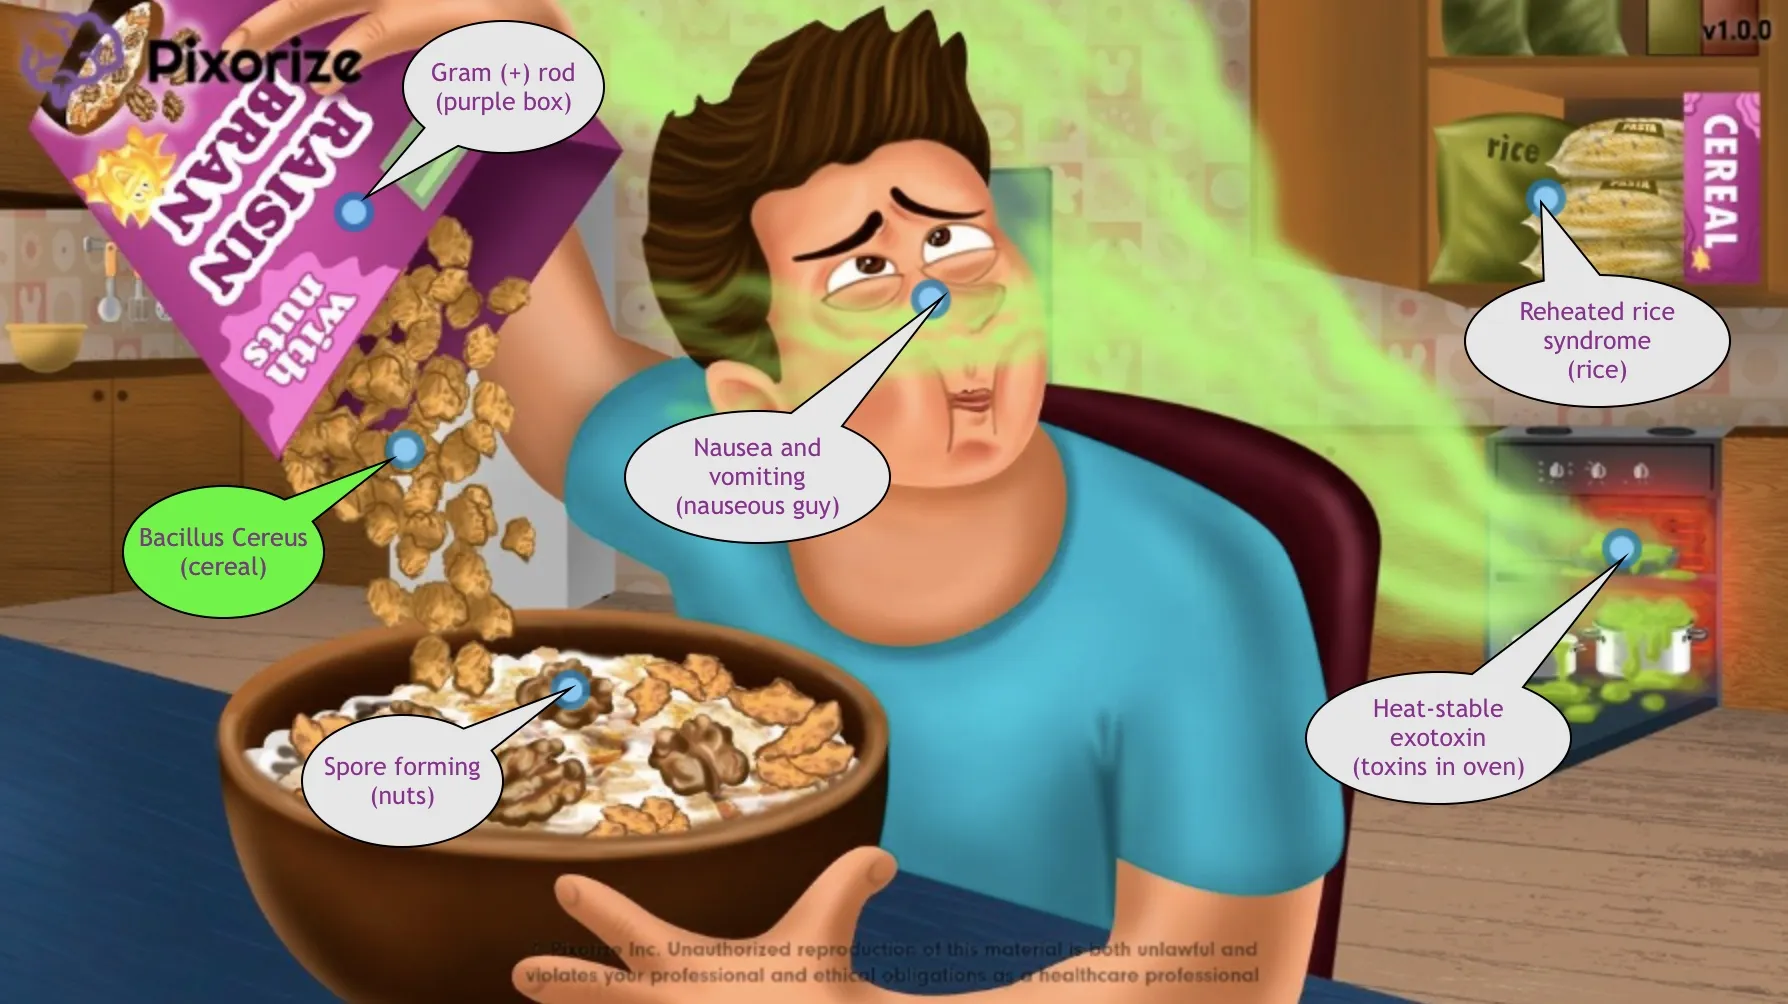 Pixorize
v1.0.0
RAISIN
BRAN
with
nuts
Gram (+) rod
(purple box)
rice
PASTA
PASTA
CEREAL
Reheated rice
syndrome
(rice)
Nausea and
vomiting
(nauseous guy)
Bacillus Cereus
(cereal)
Heat-stable
exotoxin
(toxins in oven)
Spore forming
(nuts)
© Pixorize Inc. Unauthorized reproduction of this material is both unlawful and
violates your professional and ethical obligations as a healthcare professional